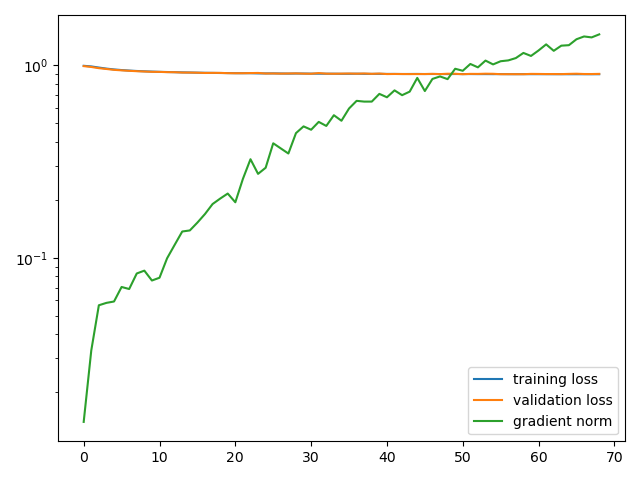 10⁰
10⁻¹
0 10 20 30 40 50 60 70
training loss
validation loss
gradient norm